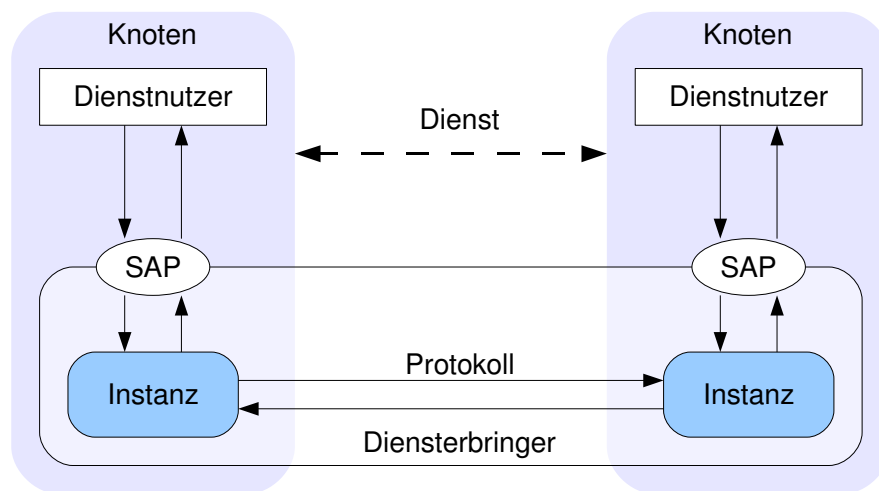 Knoten
Knoten
Dienstnutzer
Dienstnutzer
Dienst
SAP
SAP
Protokoll
Instanz
Instanz
Diensterbringer